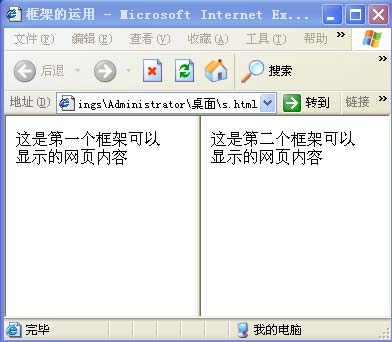 框架的运用 - Microsoft Internet Ex...
文件(F) 编辑(E) 查看(V) 收藏(A) 工具(T) 帮助 »
后退 搜索 »
地址(D) ings\Administrator\桌面\s.html 转到 链接 »
这是第一个框架可以
显示的网页内容
这是第二个框架可以
显示的网页内容
完毕 我的电脑